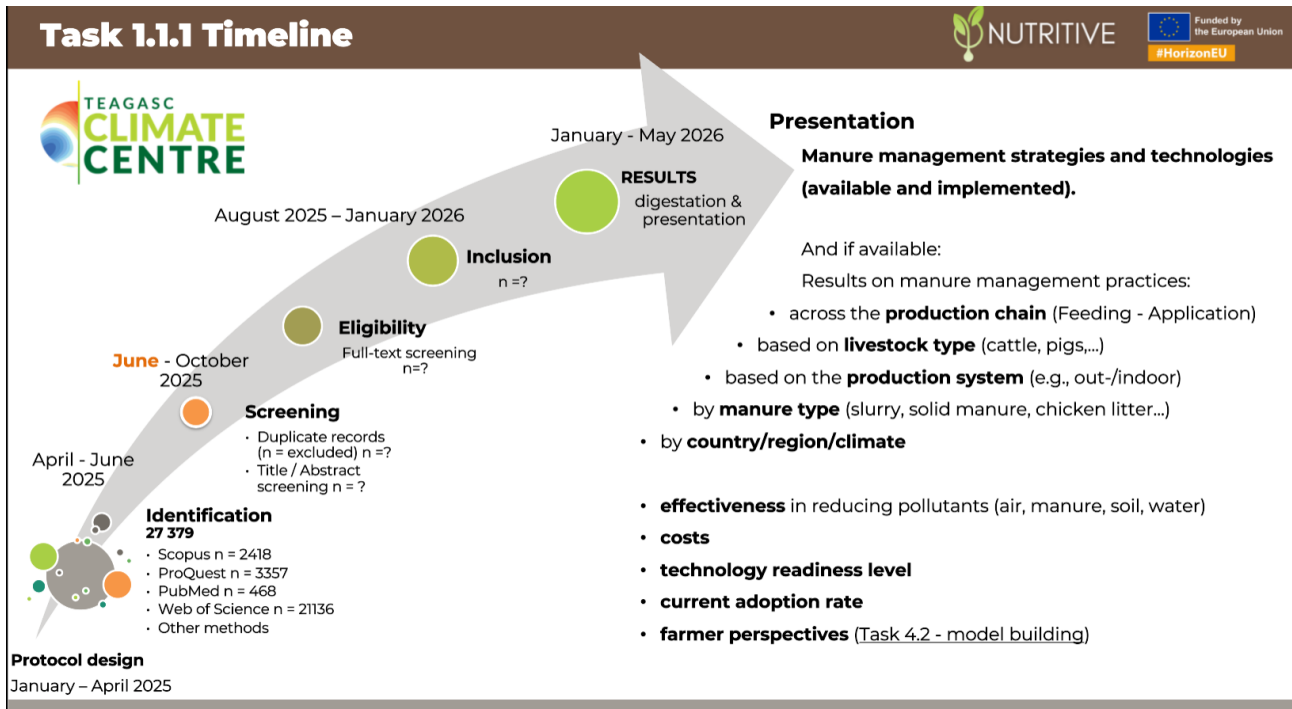 Task 1.1.1 Timeline
NUTRITIVE
Funded by
the European Union
#HorizonEU
TEAGASC
CLIMATE
CENTRE
Protocol design
January – April 2025
April - June
2025
Identification
27 379
· Scopus n = 2418
· ProQuest n = 3357
· PubMed n = 468
· Web of Science n = 21136
· Other methods
June - October
2025
Screening
· Duplicate records
(n = excluded) n =?
· Title / Abstract
screening n = ?
Eligibility
Full-text screening
n=?
August 2025 – January 2026
Inclusion
n =?
January - May 2026
RESULTS
digestation &
presentation
Presentation
Manure management strategies and technologies
(available and implemented).
And if available:
Results on manure management practices:
• across the production chain (Feeding - Application)
• based on livestock type (cattle, pigs,...)
• based on the production system (e.g., out-/indoor)
• by manure type (slurry, solid manure, chicken litter...)
• by country/region/climate
• effectiveness in reducing pollutants (air, manure, soil, water)
• costs
• technology readiness level
• current adoption rate
• farmer perspectives (Task 4.2 - model building)